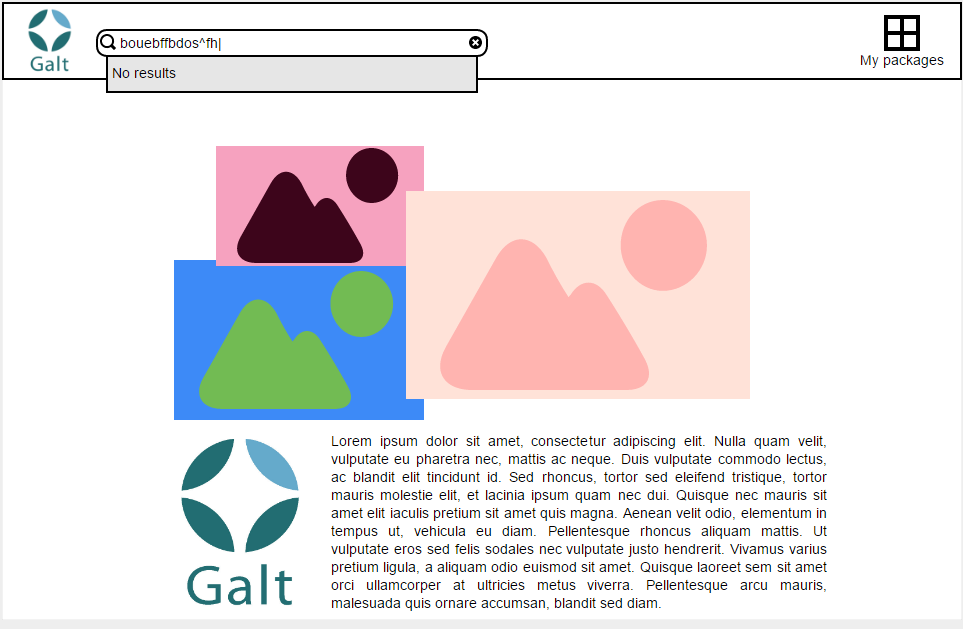 Galt
bouebffbdos^fh|
My packages
No results
Lorem ipsum dolor sit amet, consectetur adipiscing elit. Nulla quam velit,
vulputate eu pharetra nec, mattis ac neque. Duis vulputate commodo lectus,
ac blandit elit tincidunt id. Sed rhoncus, tortor sed eleifend tristique, tortor
mauris molestie elit, et lacinia ipsum quam nec dui. Quisque nec mauris sit
amet elit iaculis pretium sit amet quis magna. Aenean velit odio, elementum in
tempus ut, vehicula eu diam. Pellentesque rhoncus aliquam mattis. Ut
vulputate eros sed felis sodales nec vulputate justo hendrerit. Vivamus varius
pretium ligula, a aliquam odio euismod sit amet. Quisque laoreet sem sit amet
orci ullamcorper at ultricies metus viverra. Pellentesque arcu mauris,
malesuada quis ornare accumsan, blandit sed diam.
Galt